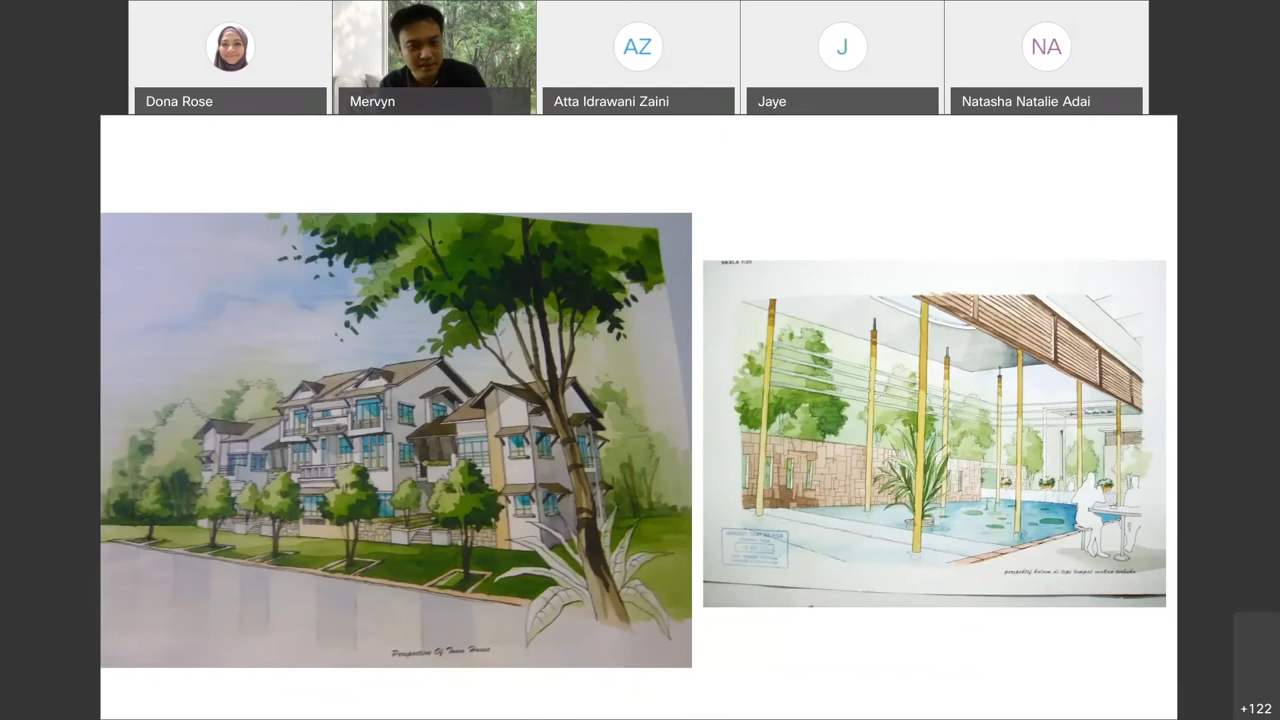 AZ
J
NA
Dona Rose
Mervyn
Atta Idrawani Zaini
Jaye
Natasha Natalie Adai
SKALA
Perspective Of Town House
perspektif kolam di tepi tempat makan terbuka
+122